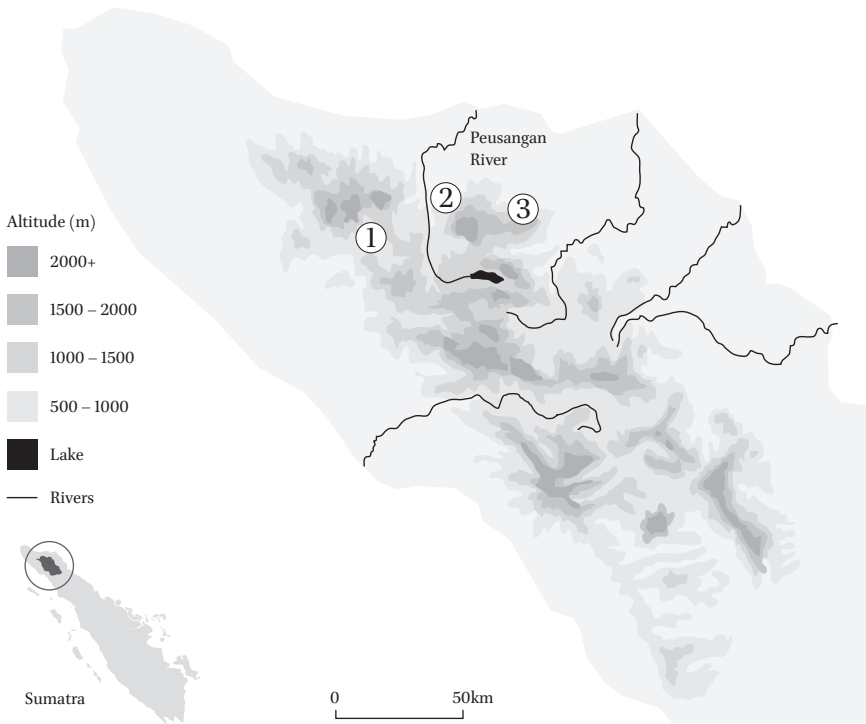 Peusangan
River
2
3
1
Altitude (m)
2000+
1500 – 2000
1000 – 1500
500 – 1000
Lake
Rivers
Sumatra
0 50km